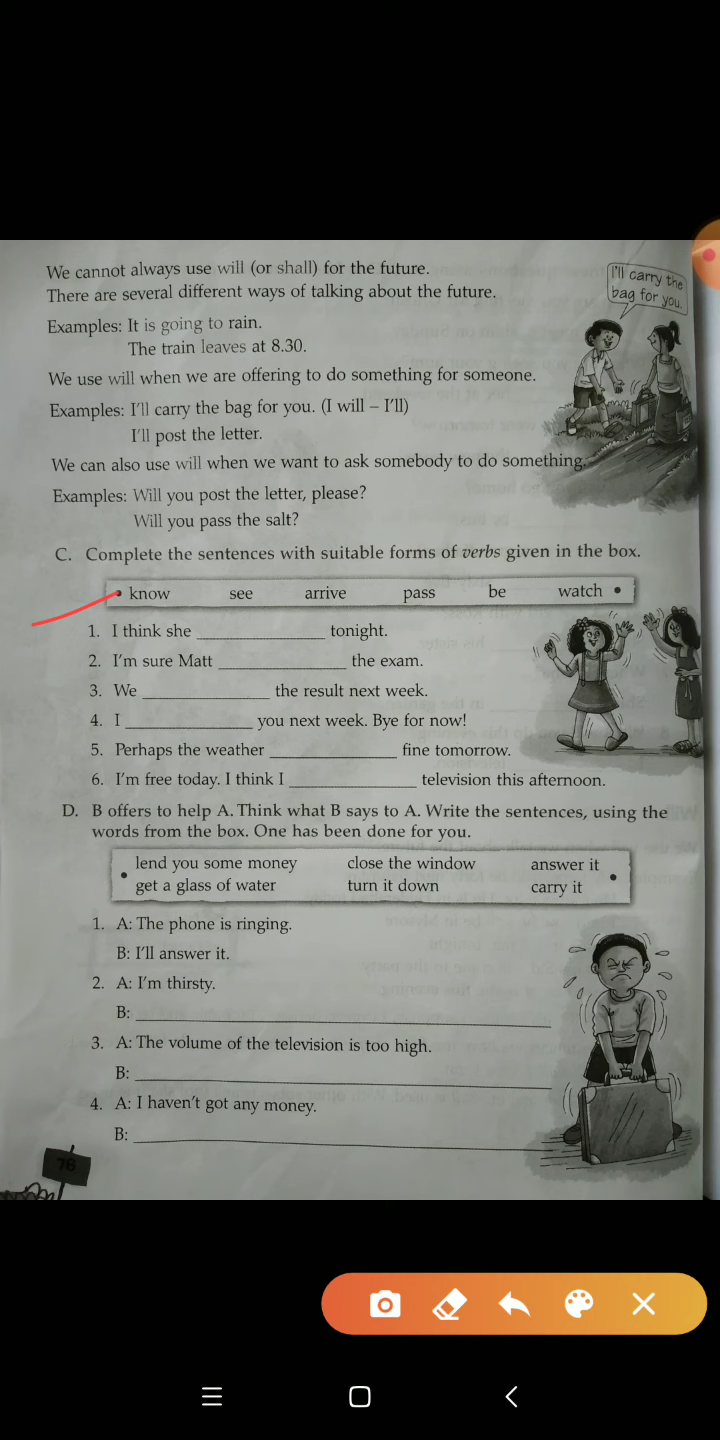 We cannot always use will (or shall) for the future.
There are several different ways of talking about the future.
Examples: It is going to rain.
The train leaves at 8.30.
We use will when we are offering to do something for someone.
Examples: I'll carry the bag for you. (I will – I'll)
I'll post the letter.
We can also use will when we want to ask somebody to do something.
Examples: Will you post the letter, please?
Will you pass the salt?
I'll carry the
bag for you.
C. Complete the sentences with suitable forms of verbs given in the box.
• know see arrive pass be watch •
1. I think she ____________ tonight.
2. I'm sure Matt ____________ the exam.
3. We ____________ the result next week.
4. I ____________ you next week. Bye for now!
5. Perhaps the weather ____________ fine tomorrow.
6. I'm free today. I think I ____________ television this afternoon.
D. B offers to help A. Think what B says to A. Write the sentences, using the
words from the box. One has been done for you.
• lend you some money close the window answer it •
get a glass of water turn it down carry it
1. A: The phone is ringing.
B: I'll answer it.
2. A: I'm thirsty.
B: ____________
3. A: The volume of the television is too high.
B: ____________
4. A: I haven't got any money.
B: ____________
78